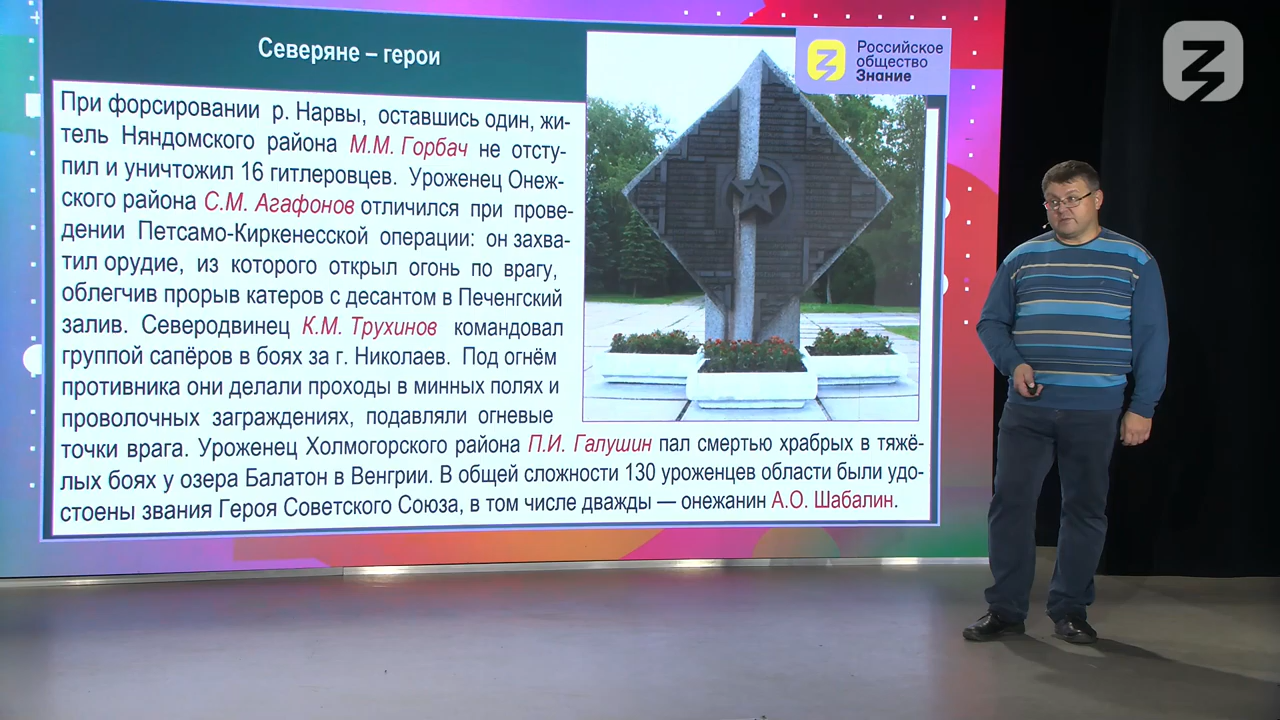 Северяне – герои
Российское
общество
Знание
При форсировании р. Нарвы, оставшись один, жи-
тель Няндомского района М.М. Горбач не отсту-
пил и уничтожил 16 гитлеровцев. Уроженец Онеж-
ского района С.М. Агафонов отличился при прове-
дении Петсамо-Киркенесской операции: он захва-
тил орудие, из которого открыл огонь по врагу,
облегчив прорыв катеров с десантом в Печенгский
залив. Северодвинец К.М. Трухинов командовал
группой сапёров в боях за г. Николаев. Под огнём
противника они делали проходы в минных полях и
проволочных заграждениях, подавляли огневые
точки врага. Уроженец Холмогорского района П.И. Галушин пал смертью храбрых в тяжё-
лых боях у озера Балатон в Венгрии. В общей сложности 130 уроженцев области были удо-
стоены звания Героя Советского Союза, в том числе дважды — онежанин А.О. Шабалин.